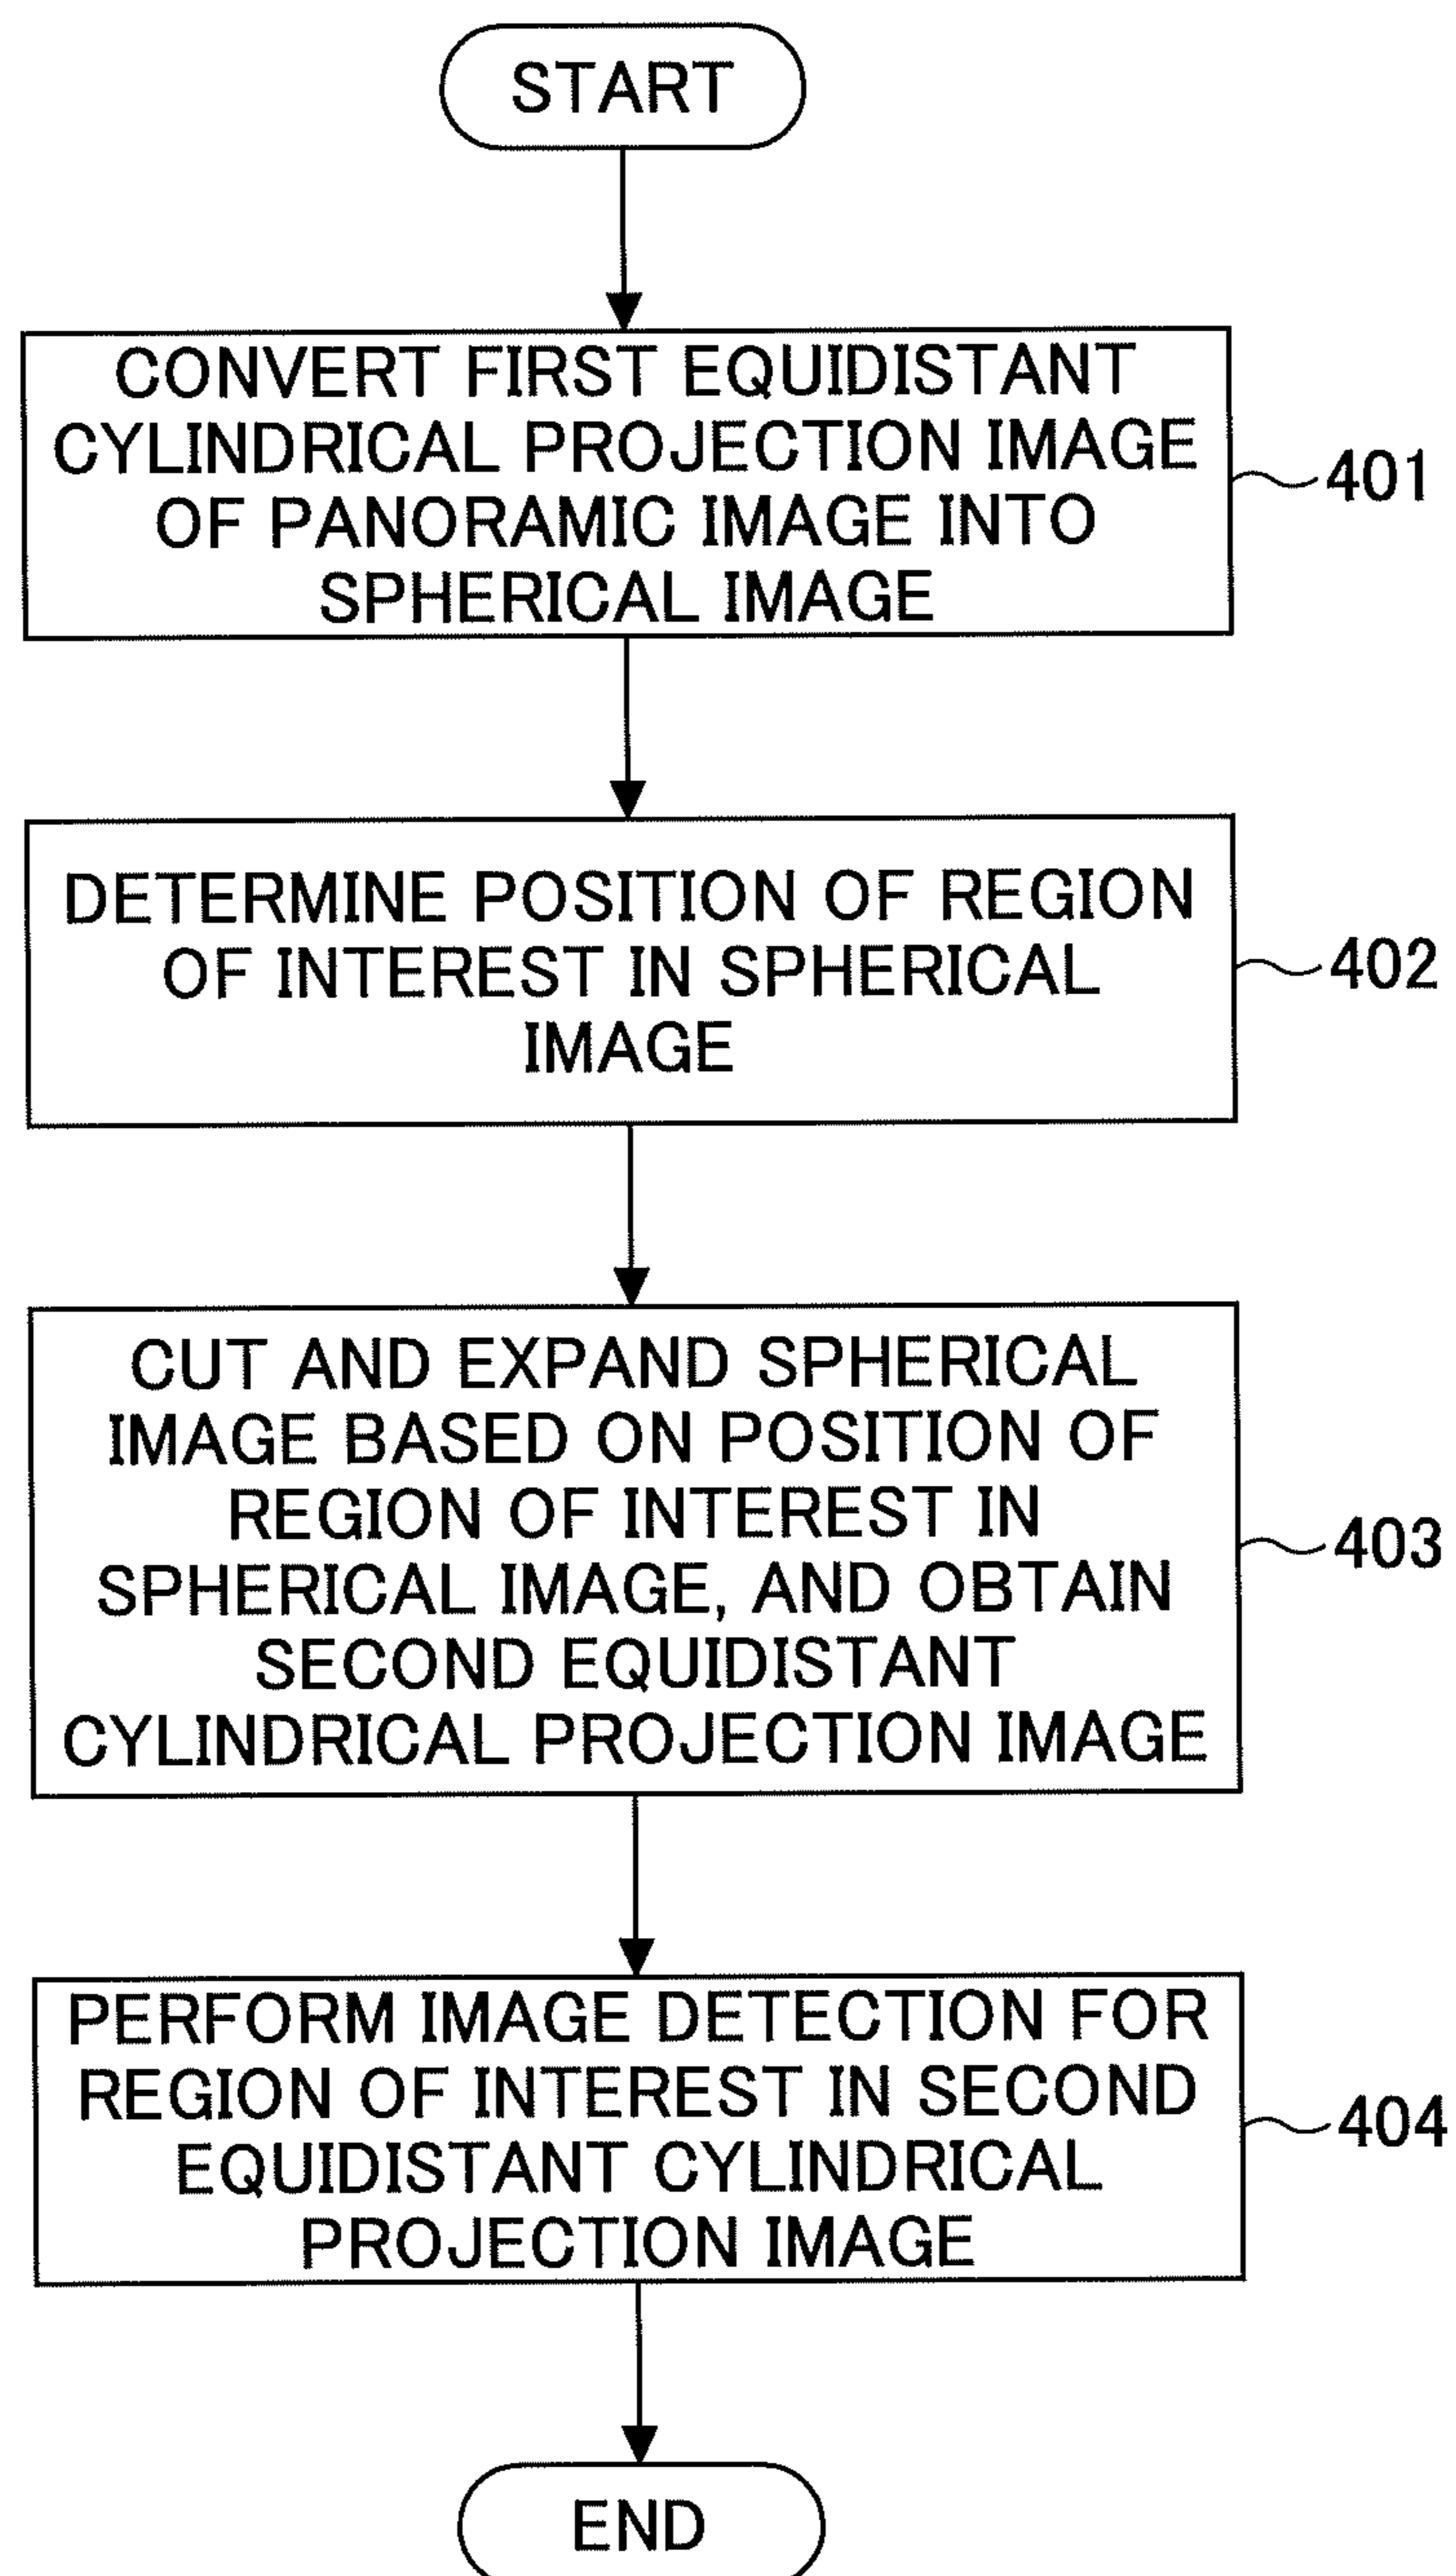 START
CONVERT FIRST EQUIDISTANT
CYLINDRICAL PROJECTION IMAGE
OF PANORAMIC IMAGE INTO
SPHERICAL IMAGE
401
DETERMINE POSITION OF REGION
OF INTEREST IN SPHERICAL
IMAGE
402
CUT AND EXPAND SPHERICAL
IMAGE BASED ON POSITION OF
REGION OF INTEREST IN
SPHERICAL IMAGE, AND OBTAIN
SECOND EQUIDISTANT
CYLINDRICAL PROJECTION IMAGE
403
PERFORM IMAGE DETECTION FOR
REGION OF INTEREST IN SECOND
EQUIDISTANT CYLINDRICAL
PROJECTION IMAGE
404
END